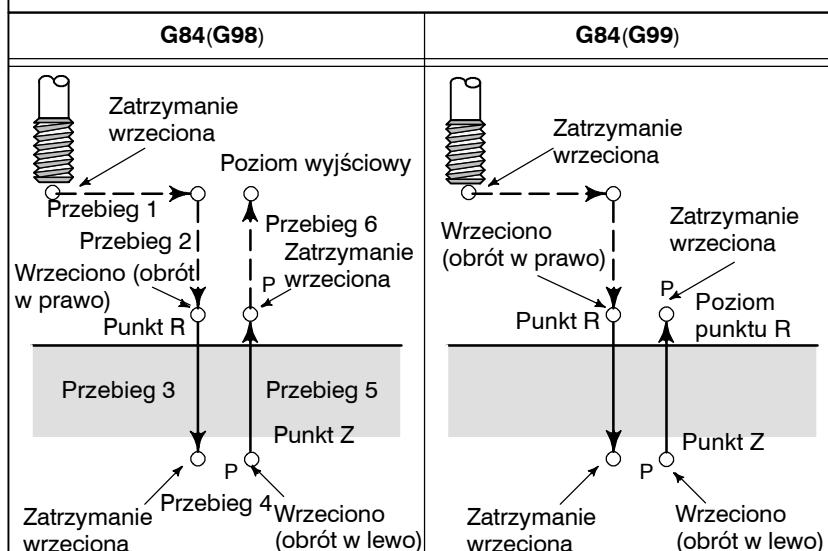 G84(G98)
G84(G99)
Zatrzymanie
wrzeciona
Poziom wyjściowy
Przebieg 1
Przebieg 2
Przebieg 6
Wrzeciono (obrót
w prawo)
Zatrzymanie
wrzeciona
P
Punkt R
Przebieg 3
Przebieg 5
Punkt Z
P
Przebieg 4
Zatrzymanie
wrzeciona
Wrzeciono
(obrót w lewo)
Zatrzymanie
wrzeciona
Wrzeciono
(obrót w prawo)
Zatrzymanie
wrzeciona
P
Punkt R
Poziom
punktu R
Punkt Z
P
Zatrzymanie
wrzeciona
Wrzeciono
(obrót w lewo)